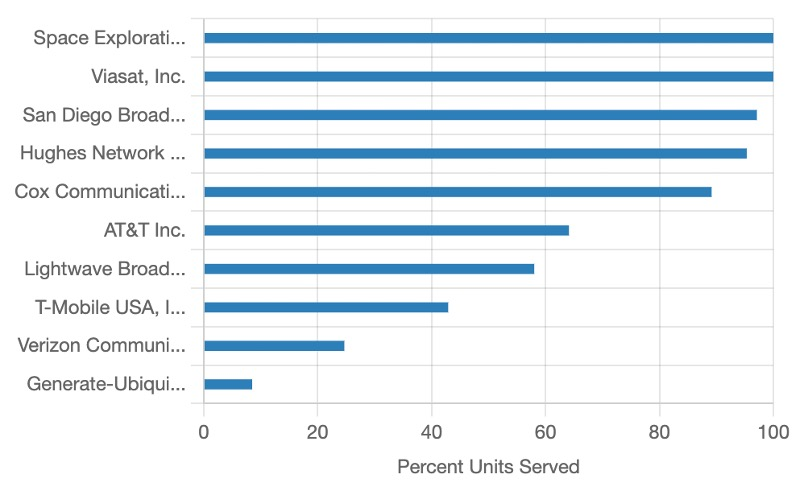 Space Explorati...
Viasat, Inc.
San Diego Broad...
Hughes Network ...
Cox Communicati...
AT&T Inc.
Lightwave Broad...
T-Mobile USA, I...
Verizon Communi...
Generate-Ubiqui...
0 20 40 60 80 100
Percent Units Served